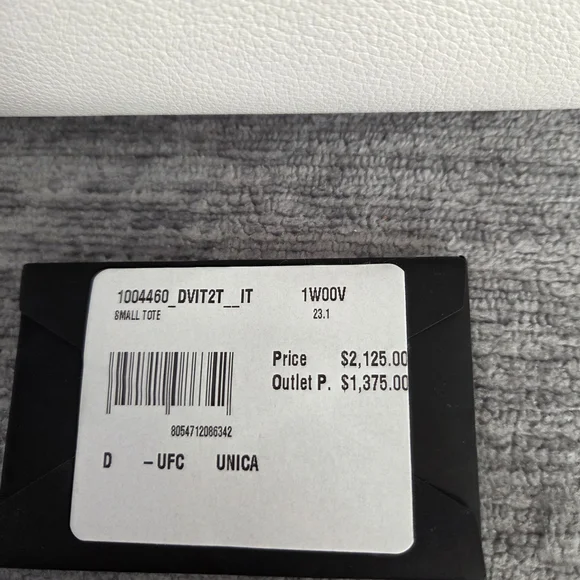 1004460_DVIT2T__IT 1W00V
SMALL TOTE 23.1
Price $2,125.00
Outlet P. $1,375.00
8054712086342
D -UFC UNICA